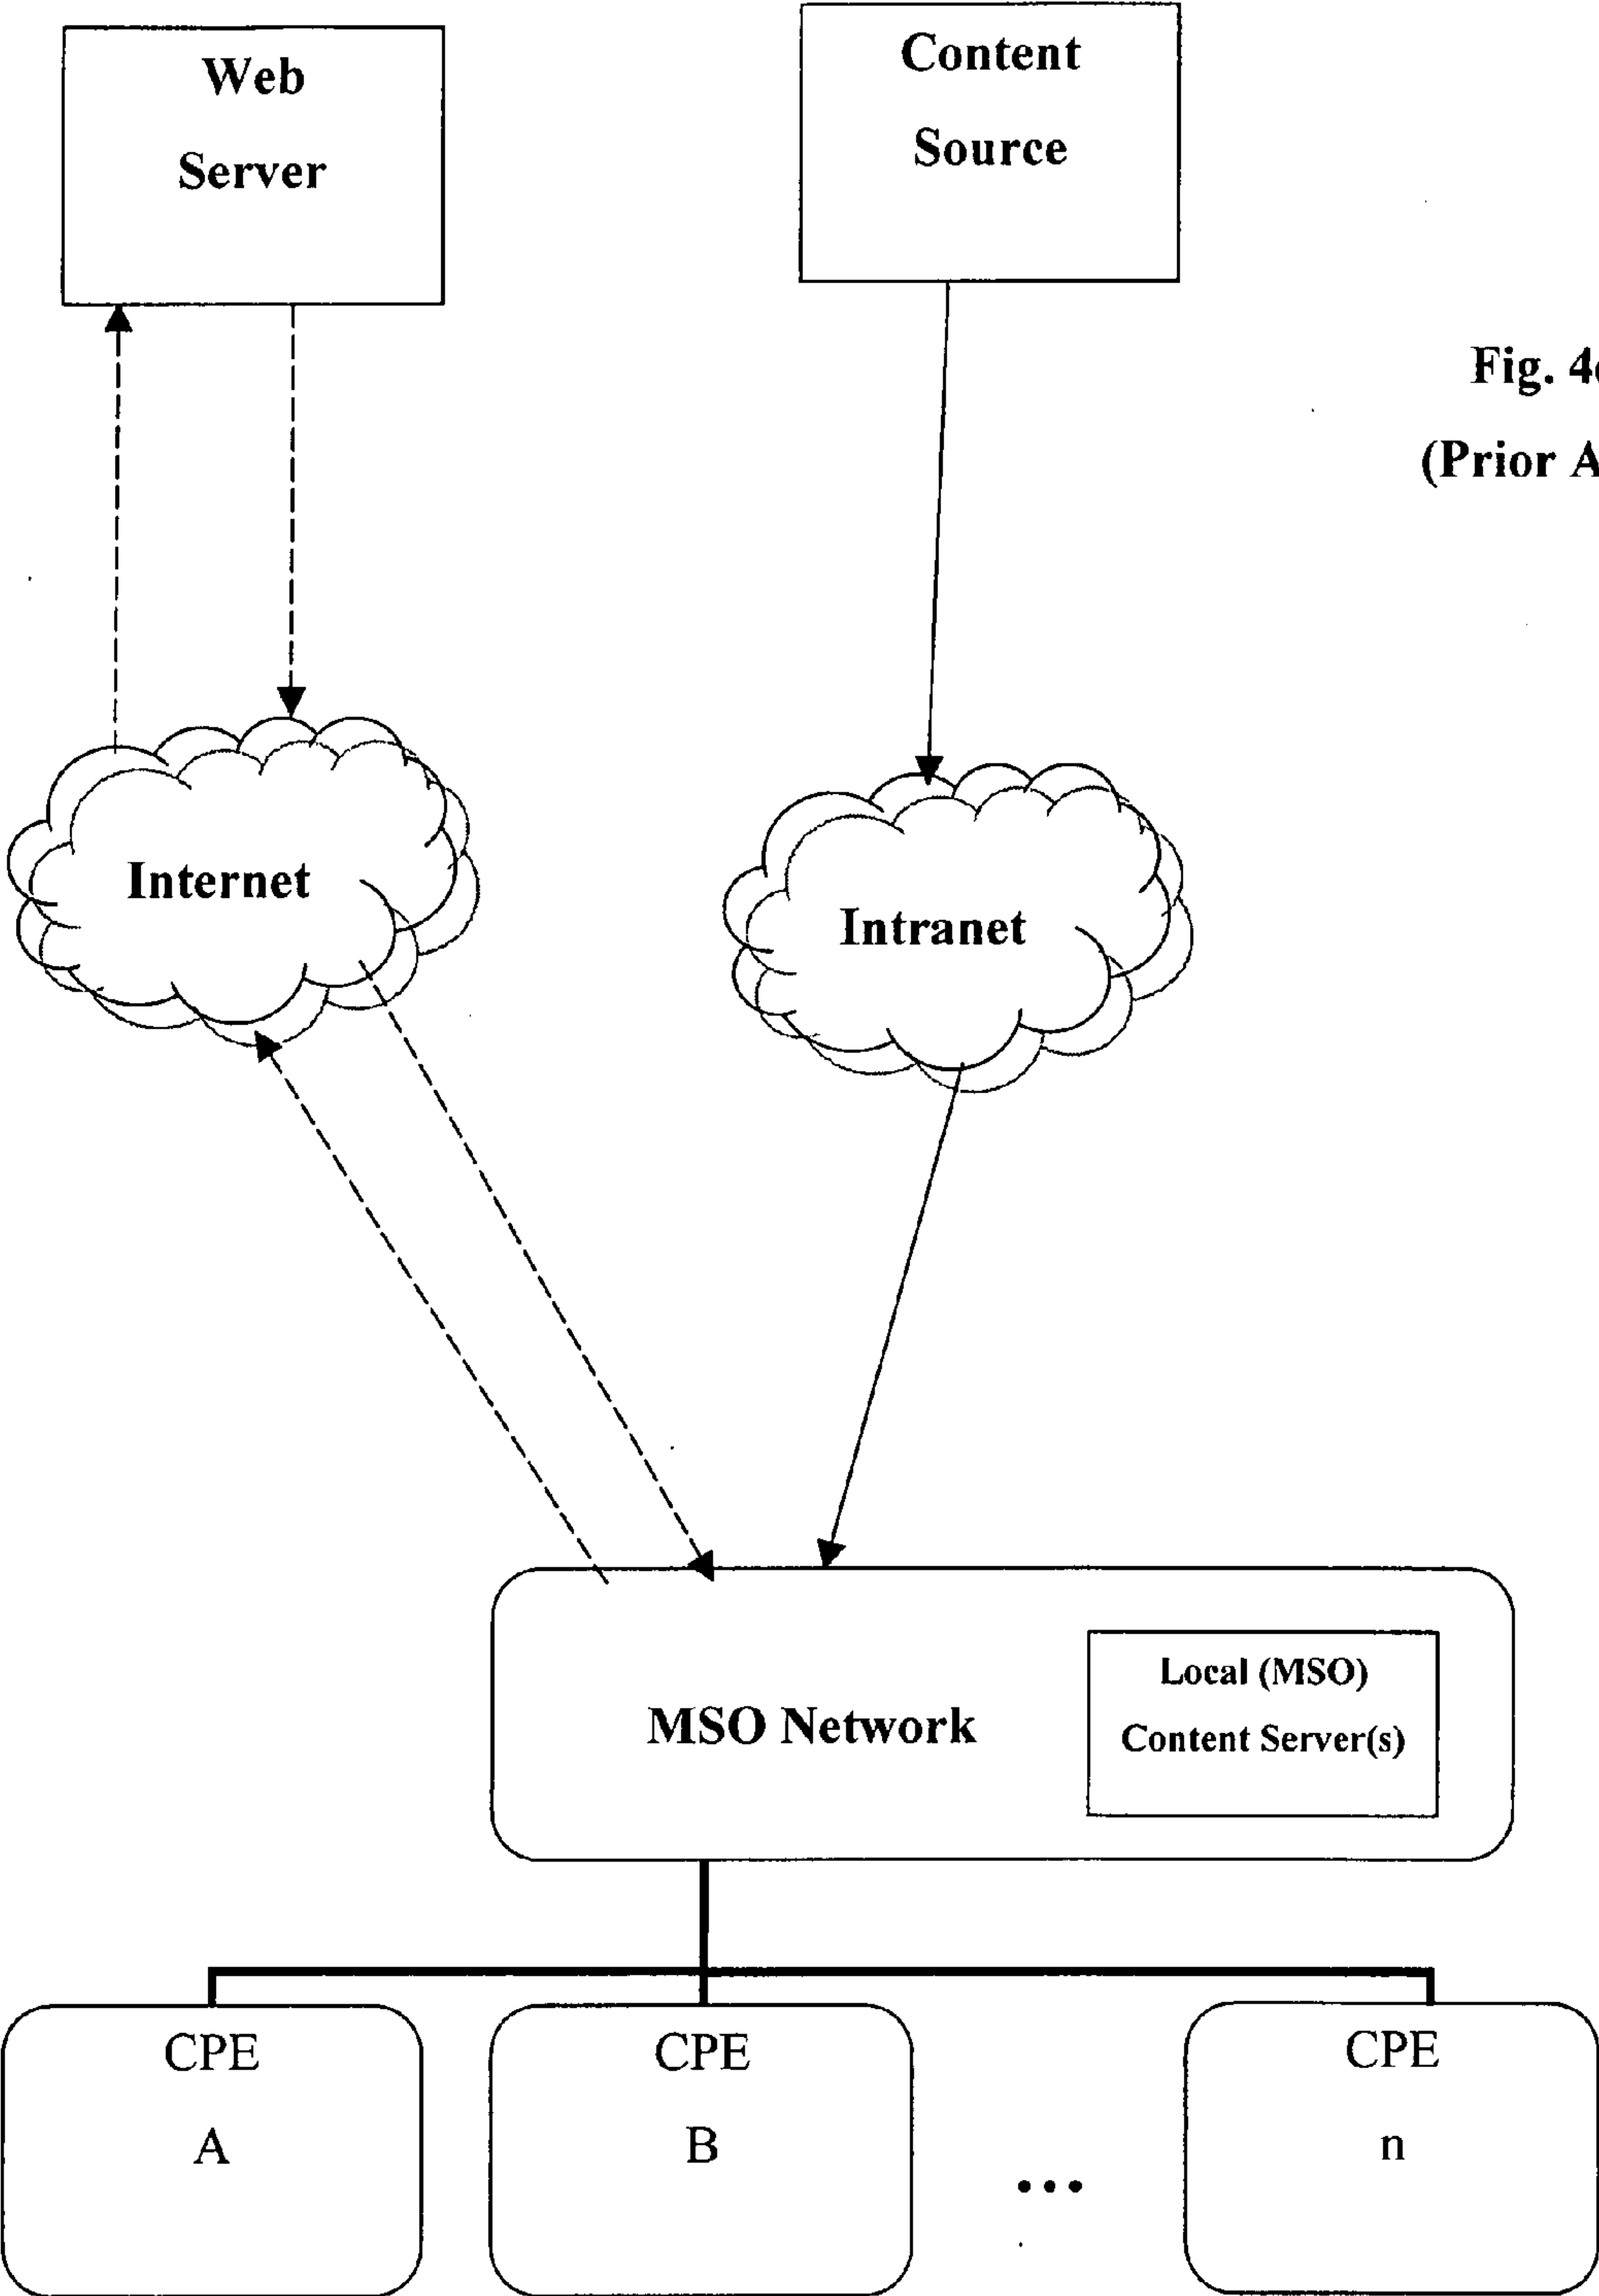 Web
Server
Content
Source
Fig. 4
(Prior A
Internet
Intranet
MSO Network
Local (MSO)
Content Server(s)
CPE
A
CPE
B
...
CPE
n